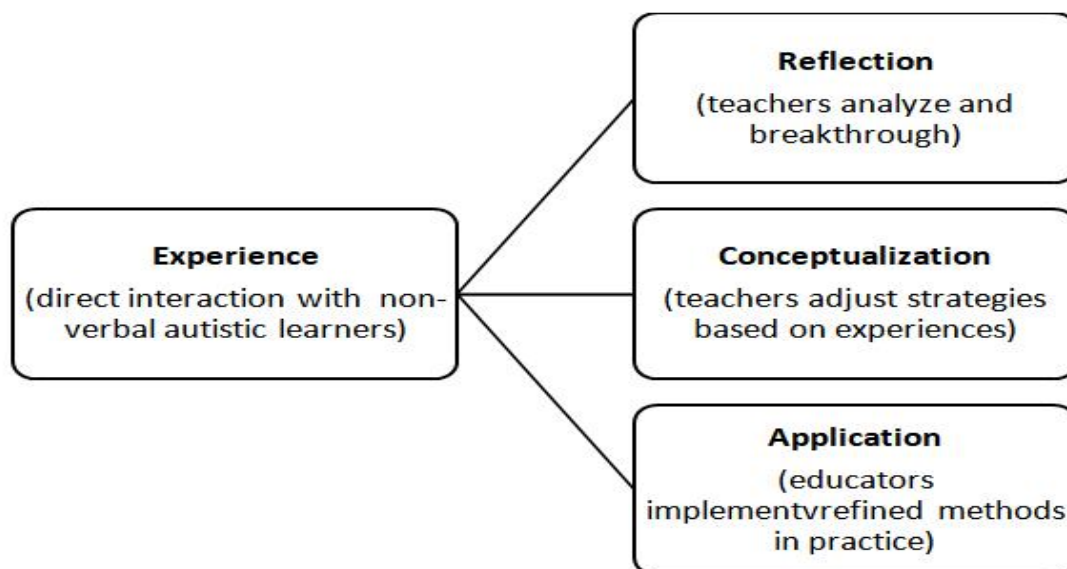 Reflection
(teachers analyze and
breakthrough)
Experience
(direct interaction with non-
verbal autistic learners)
Conceptualization
(teachers adjust strategies
based on experiences)
Application
(educators
implementvrefined methods
in practice)